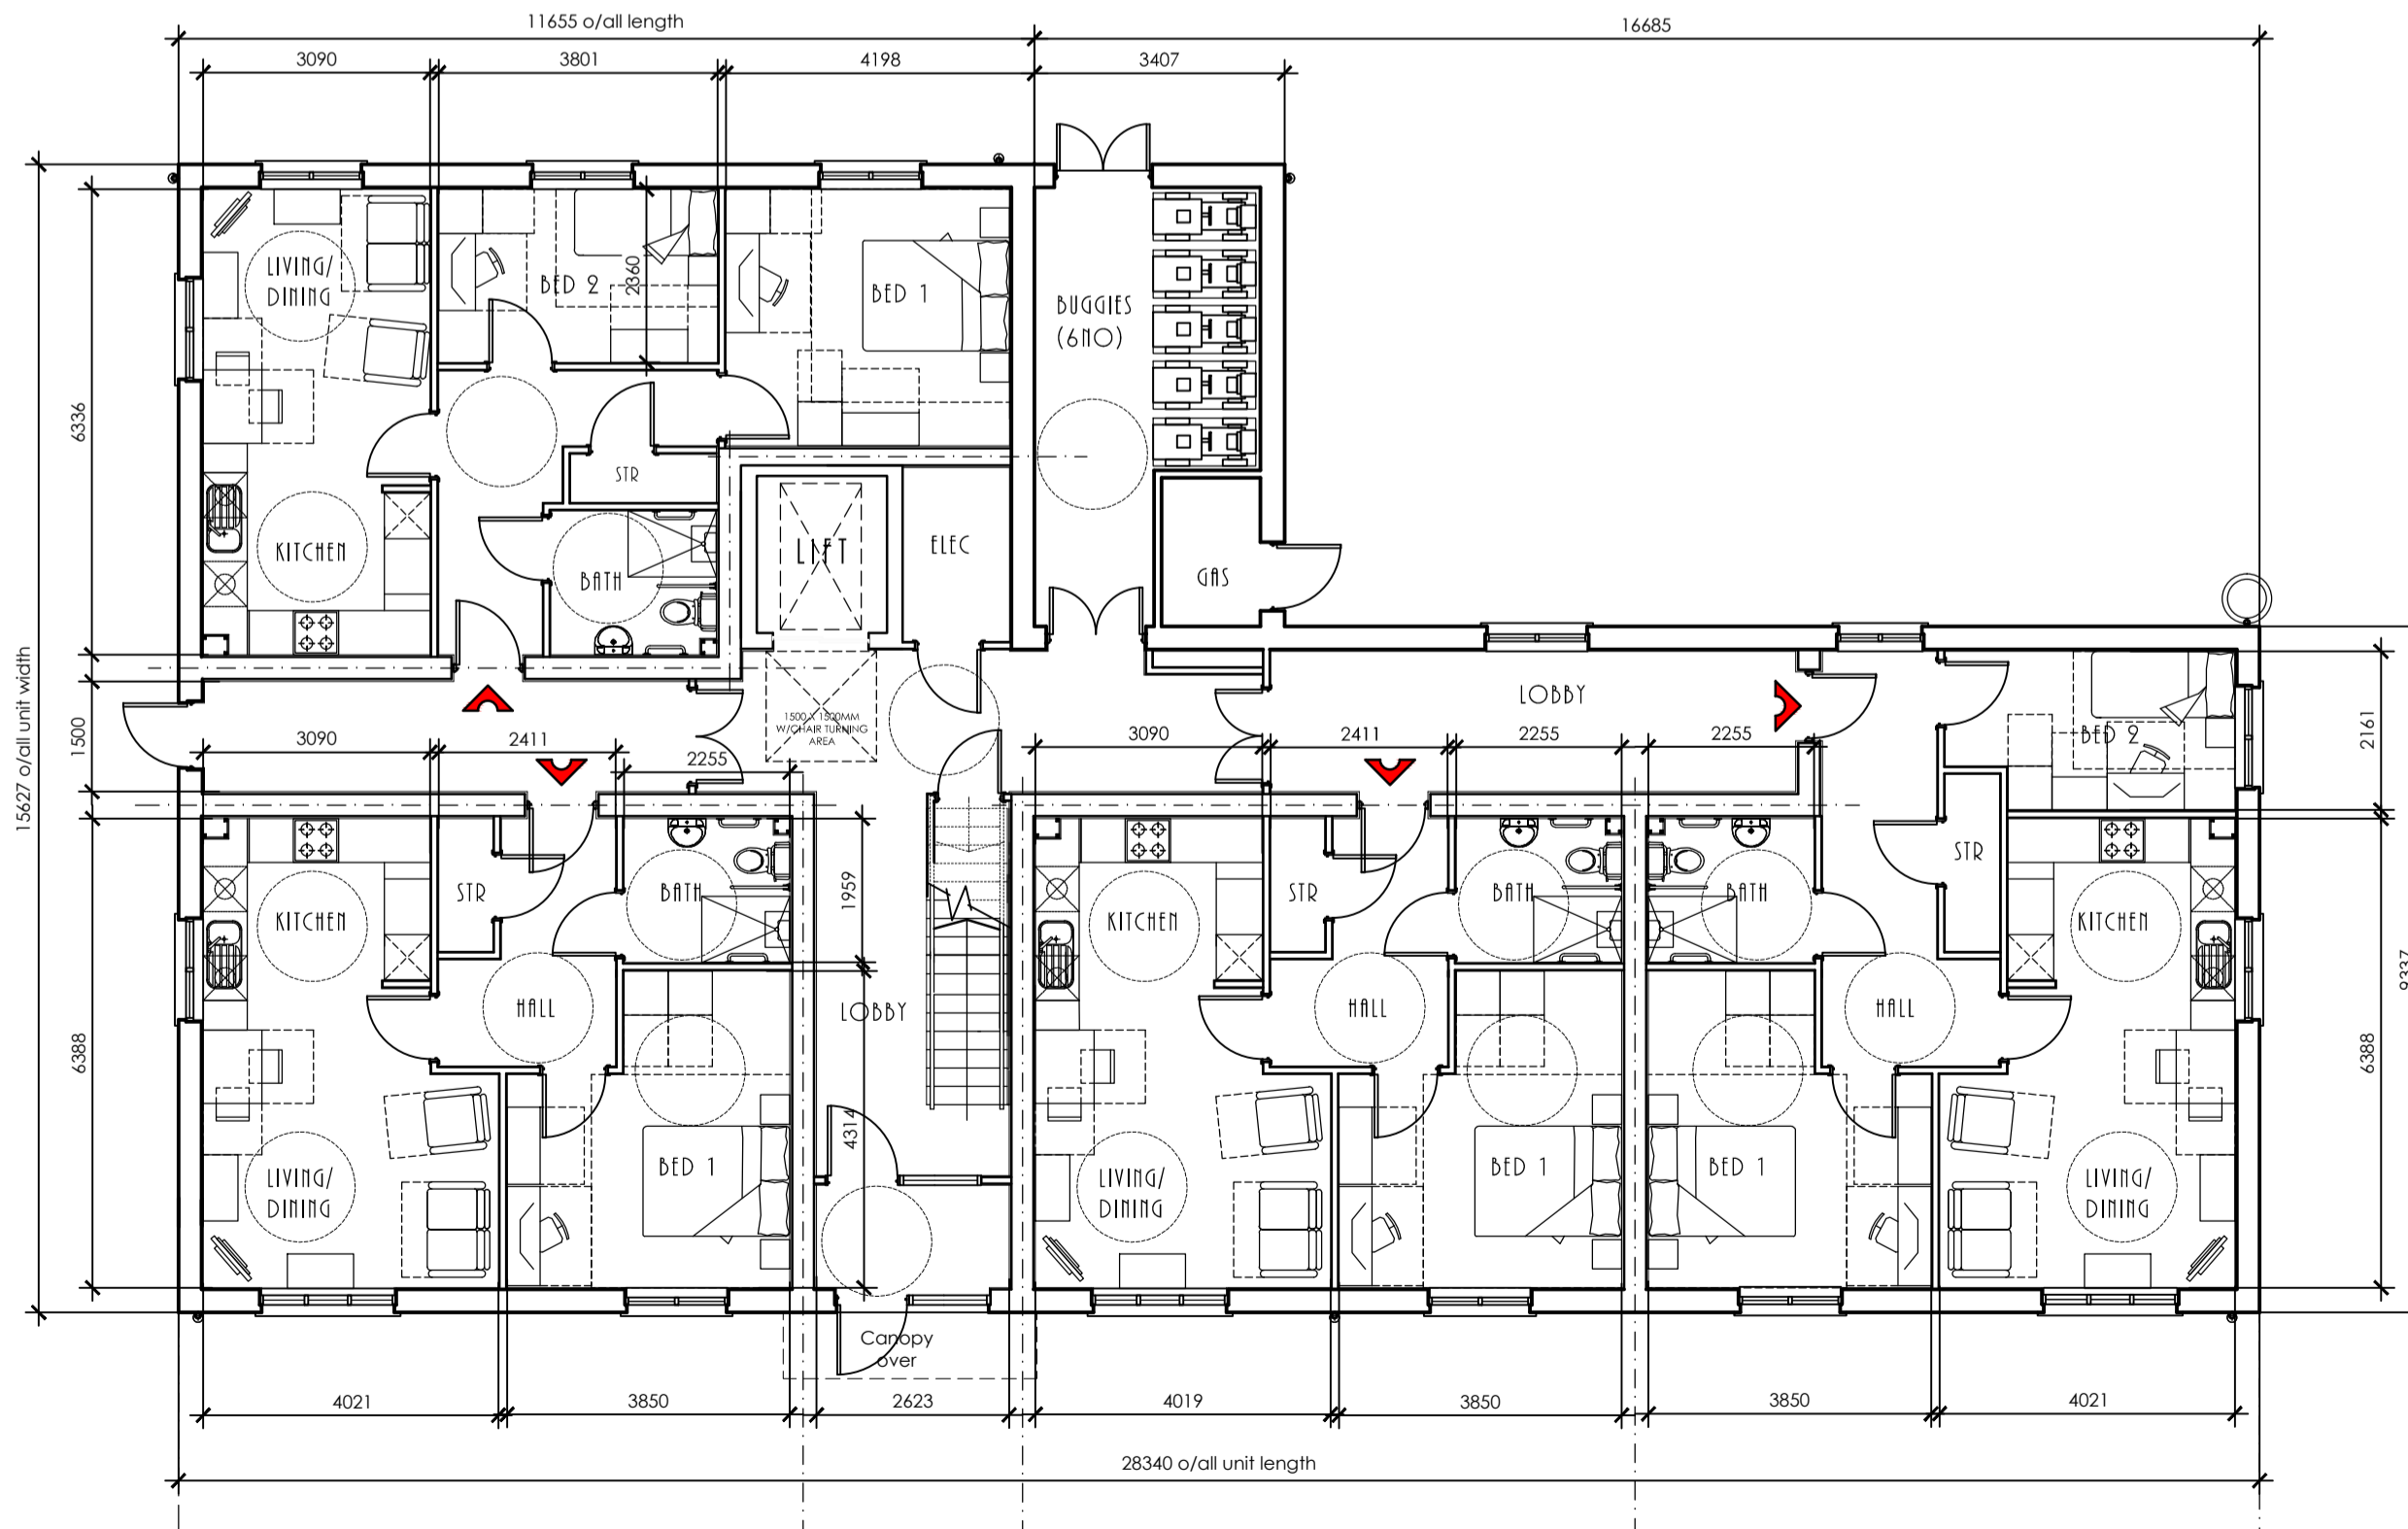 11655 o/all length
16685
3090
3801
4198
3407
LIVING/
DINING
BED 2
2360
BED 1
BUGGIES
(6NO)
6336
STR
KITCHEN
BATH
LIFT
ELEC
GAS
15627 o/all unit width
1500
3090
2411
2255
1500 X 1500MM
W/CHAIR TURNING
AREA
LOBBY
3090
2411
2255
2255
BED 2
2161
KITCHEN
STR
BATH
1959
KITCHEN
STR
BATH
BATH
STR
KITCHEN
9337
6388
HALL
LOBBY
HALL
HALL
6388
LIVING/
DINING
BED 1
4314
LIVING/
DINING
BED 1
BED 1
LIVING/
DINING
Canopy
over
4021
3850
2623
4019
3850
3850
4021
28340 o/all unit length